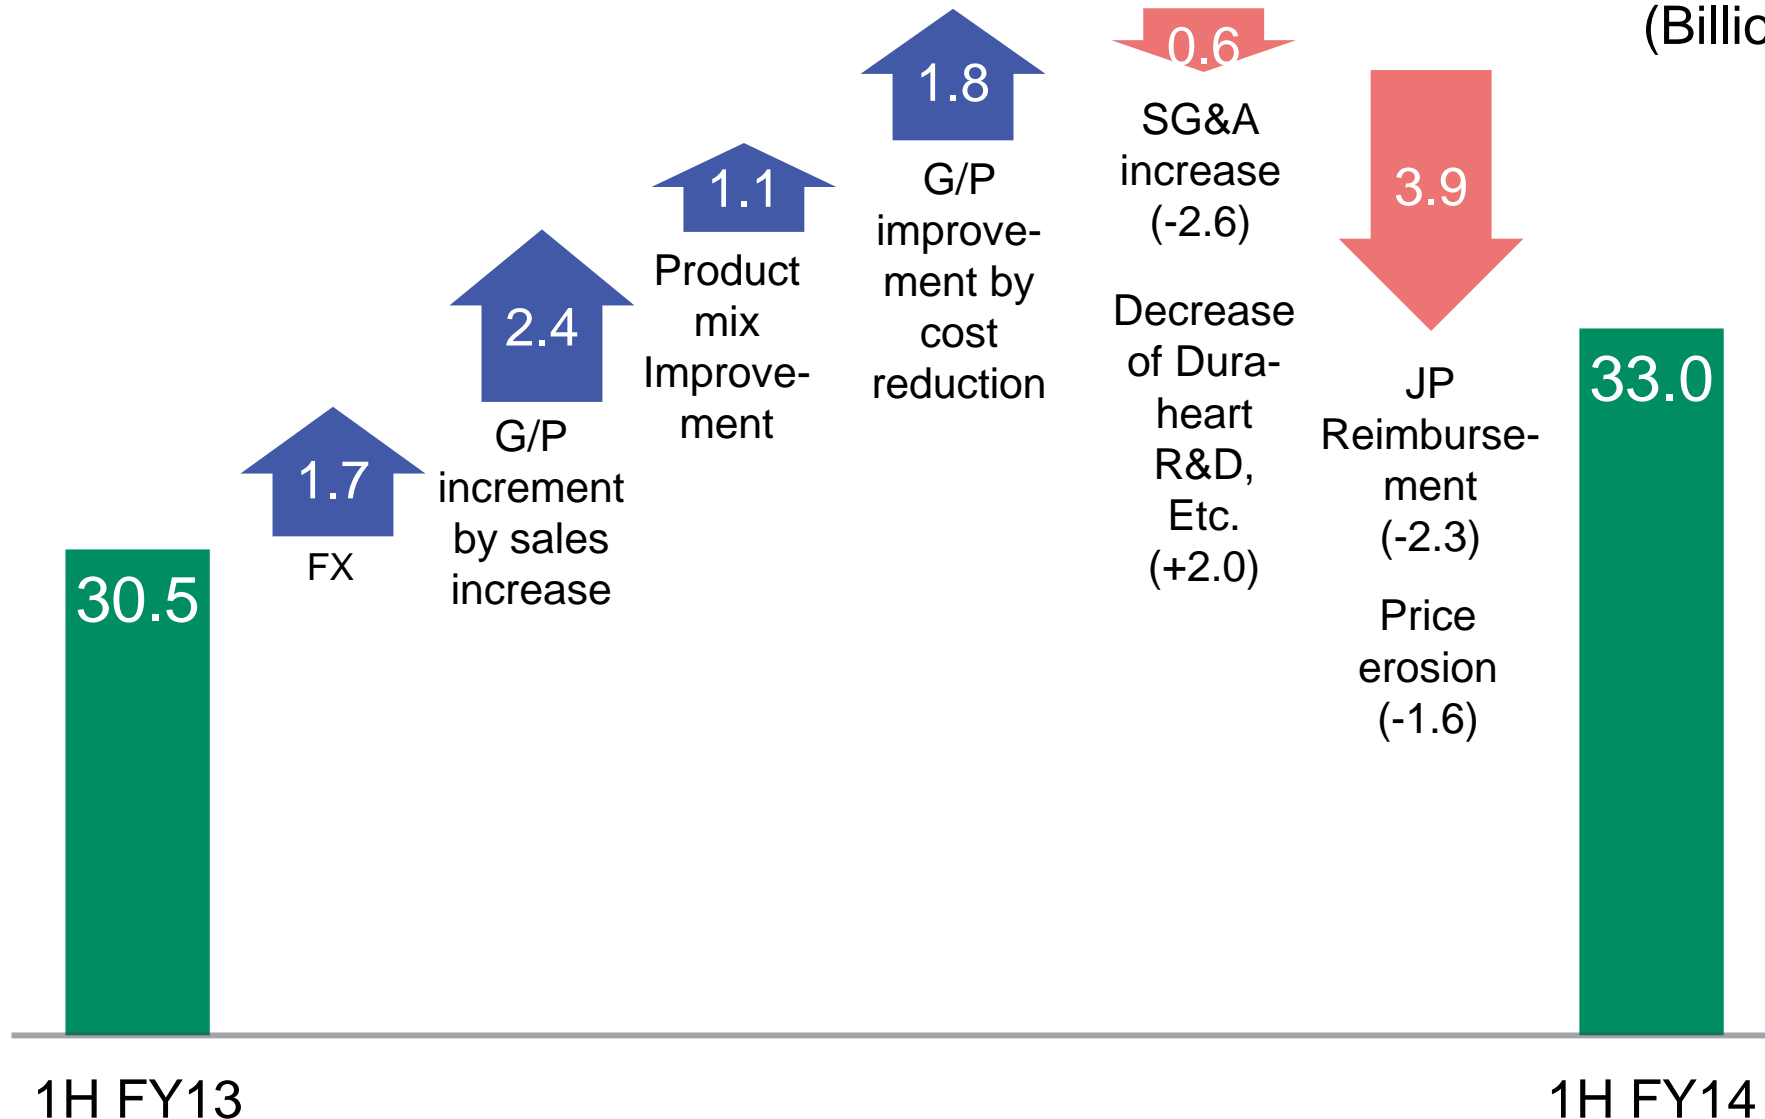 (Billio
30.5
1.7
FX
2.4
G/P
increment
by sales
increase
1.1
Product
mix
Improve-
ment
1.8
G/P
improve-
ment by
cost
reduction
0.6
SG&A
increase
(-2.6)
Decrease
of Dura-
heart
R&D,
Etc.
(+2.0)
3.9
JP
Reimburse-
ment
(-2.3)
Price
erosion
(-1.6)
33.0
1H FY13
1H FY14